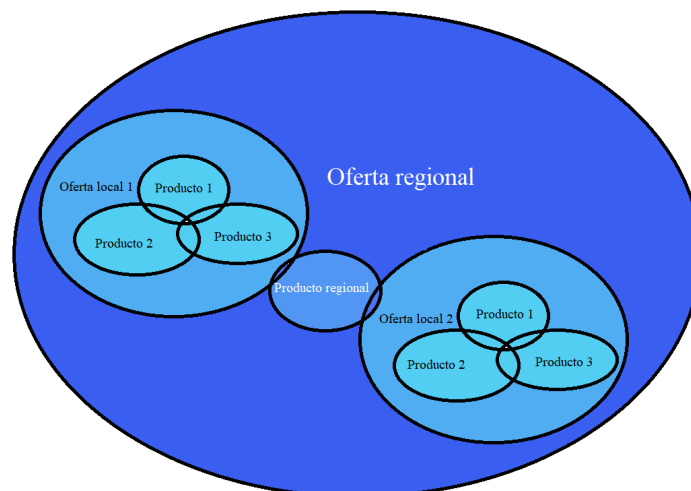 Oferta regional
Oferta local 1
Producto 1
Producto 2
Producto 3
Producto regional
Oferta local 2
Producto 1
Producto 2
Producto 3